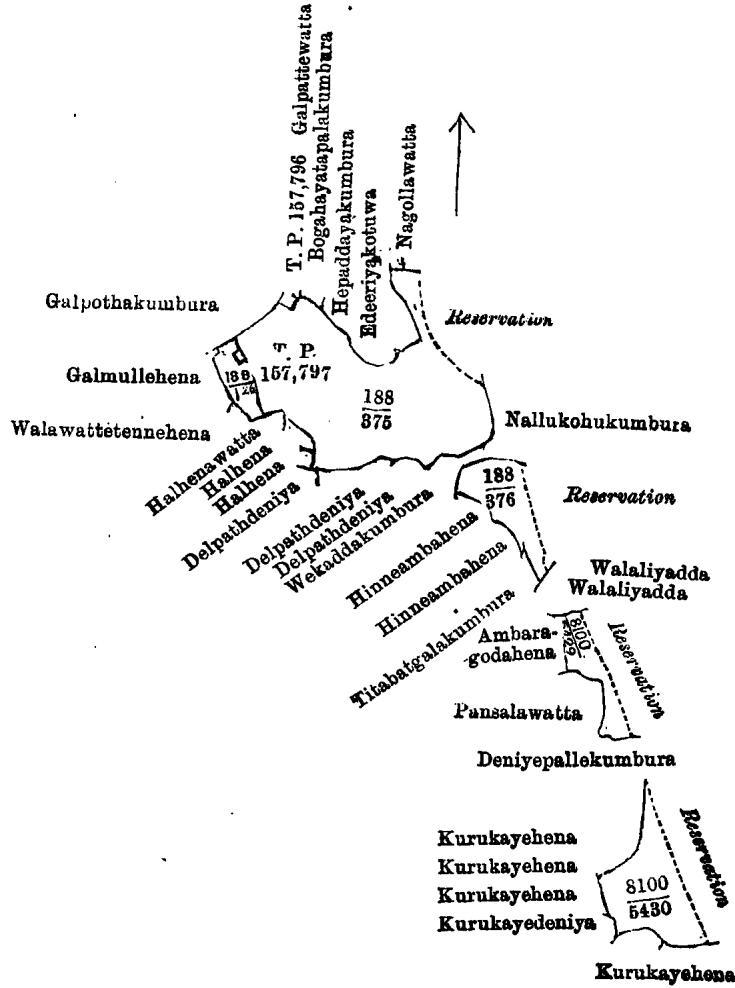 T. P. 157,796 Galpattewatta
Bogahayatapalakumbura
Hepaddayakumbura
Edeeriyakotuwa
Nagollawatta
Galpothakumbura
Reservation
T. P.
157,797
Galmullehena
188
188
375
Nallukohukumbura
Walawattetennehena
Halhenawatta
Halhena
Halhena
Delpathdeniya
Delpathdeniya
Delpathdeniya
Wekaddakumbura
188
376
Reservation
Hinneambahena
Hinneambahena
Titabatgalakumbura
Walaliyadda
Walaliyadda
Ambara-
-godahena
8100
Reservation
Pansalawatta
Deniyepallekumbura
Kurukayehena
Kurukayehena
Kurukayehena
Kurukayedeniya
8100
5430
Reservation
Kurukayehena